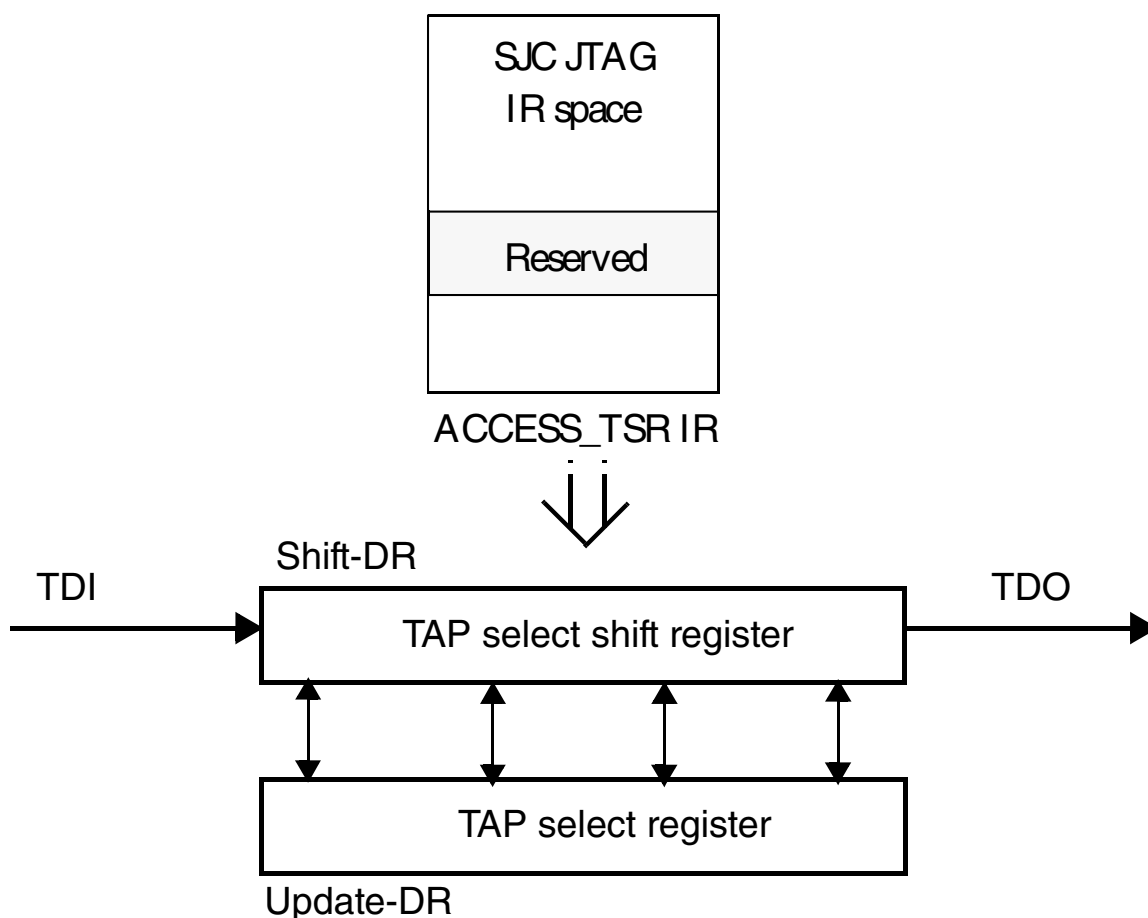 SJC JTAG
IR space
Reserved
ACCESS_TSR IR
Shift-DR
TDI
TDO
TAP select shift register
TAP select register
Update-DR